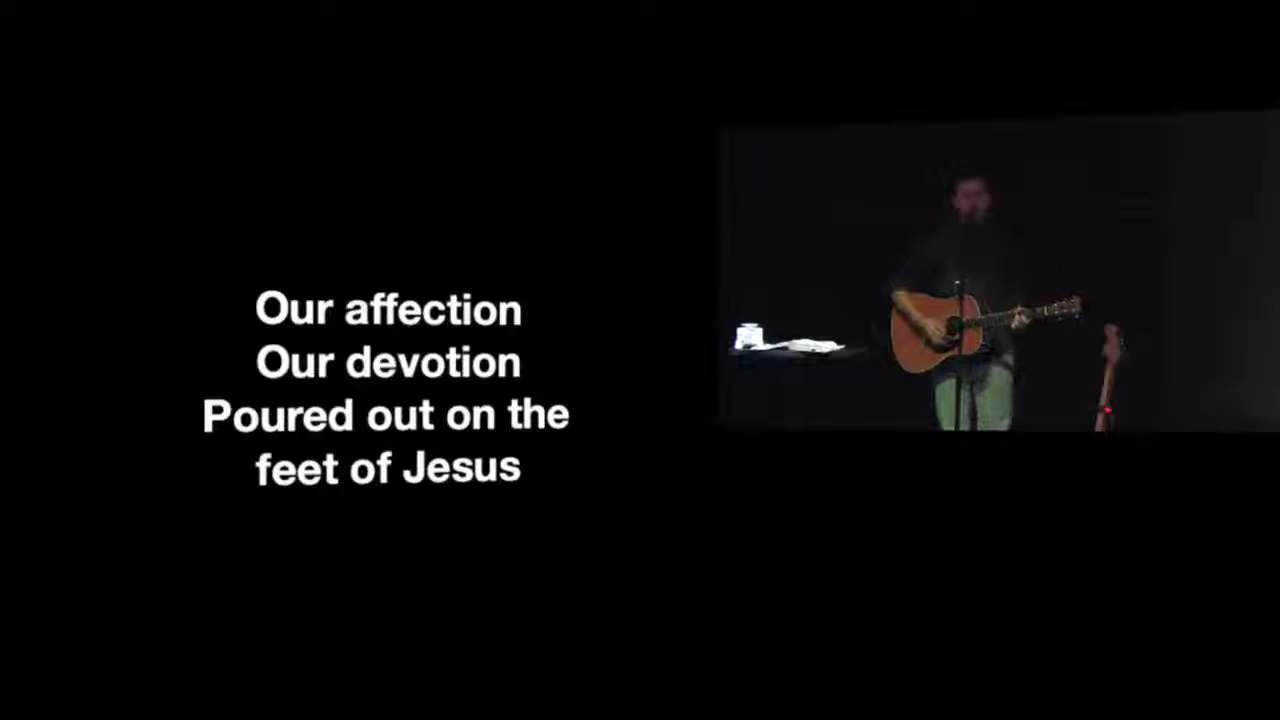 Our affection
Our devotion
Poured out on the
feet of Jesus